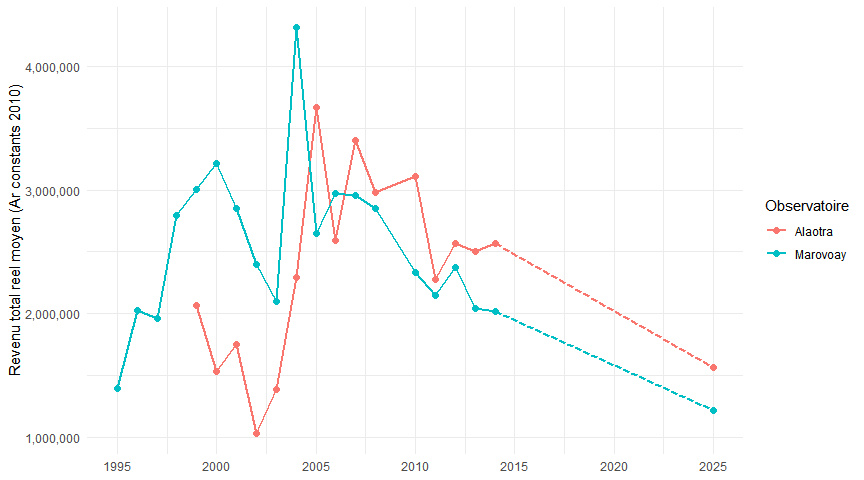 Revenu total reel moyen (Ar constants 2010)
4,000,000
3,000,000
2,000,000
1,000,000
1995
2000
2005
2010
2015
2020
2025
Observatoire
Alaotra
Marovoay